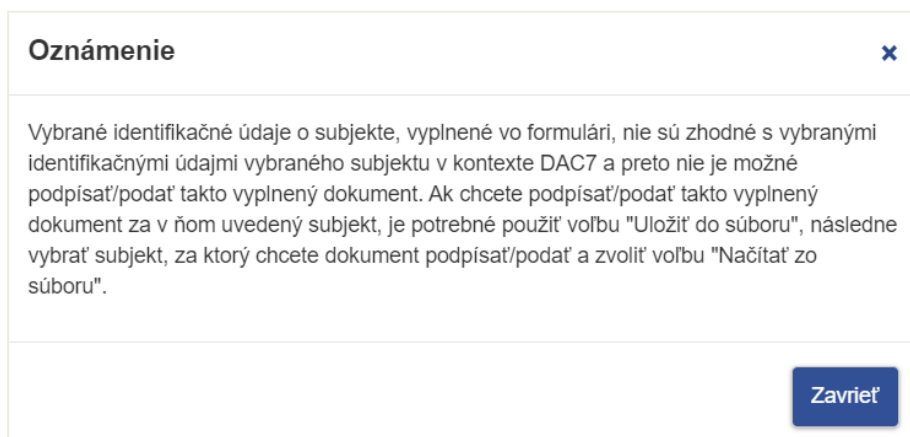 Oznámenie
Vybrané identifikačné údaje o subjekte, vyplnené vo formulári, nie sú zhodné s vybranými
identifikačnými údajmi vybraného subjektu v kontexte DAC7 a preto nie je možné
podpísať/podať takto vyplnený dokument. Ak chcete podpísať/podať takto vyplnený
dokument za v ňom uvedený subjekt, je potrebné použiť voľbu "Uložiť do súboru", následne
vybrať subjekt, za ktorý chcete dokument podpísať/podať a zvoliť voľbu "Načítať zo
súboru".
Zavrieť